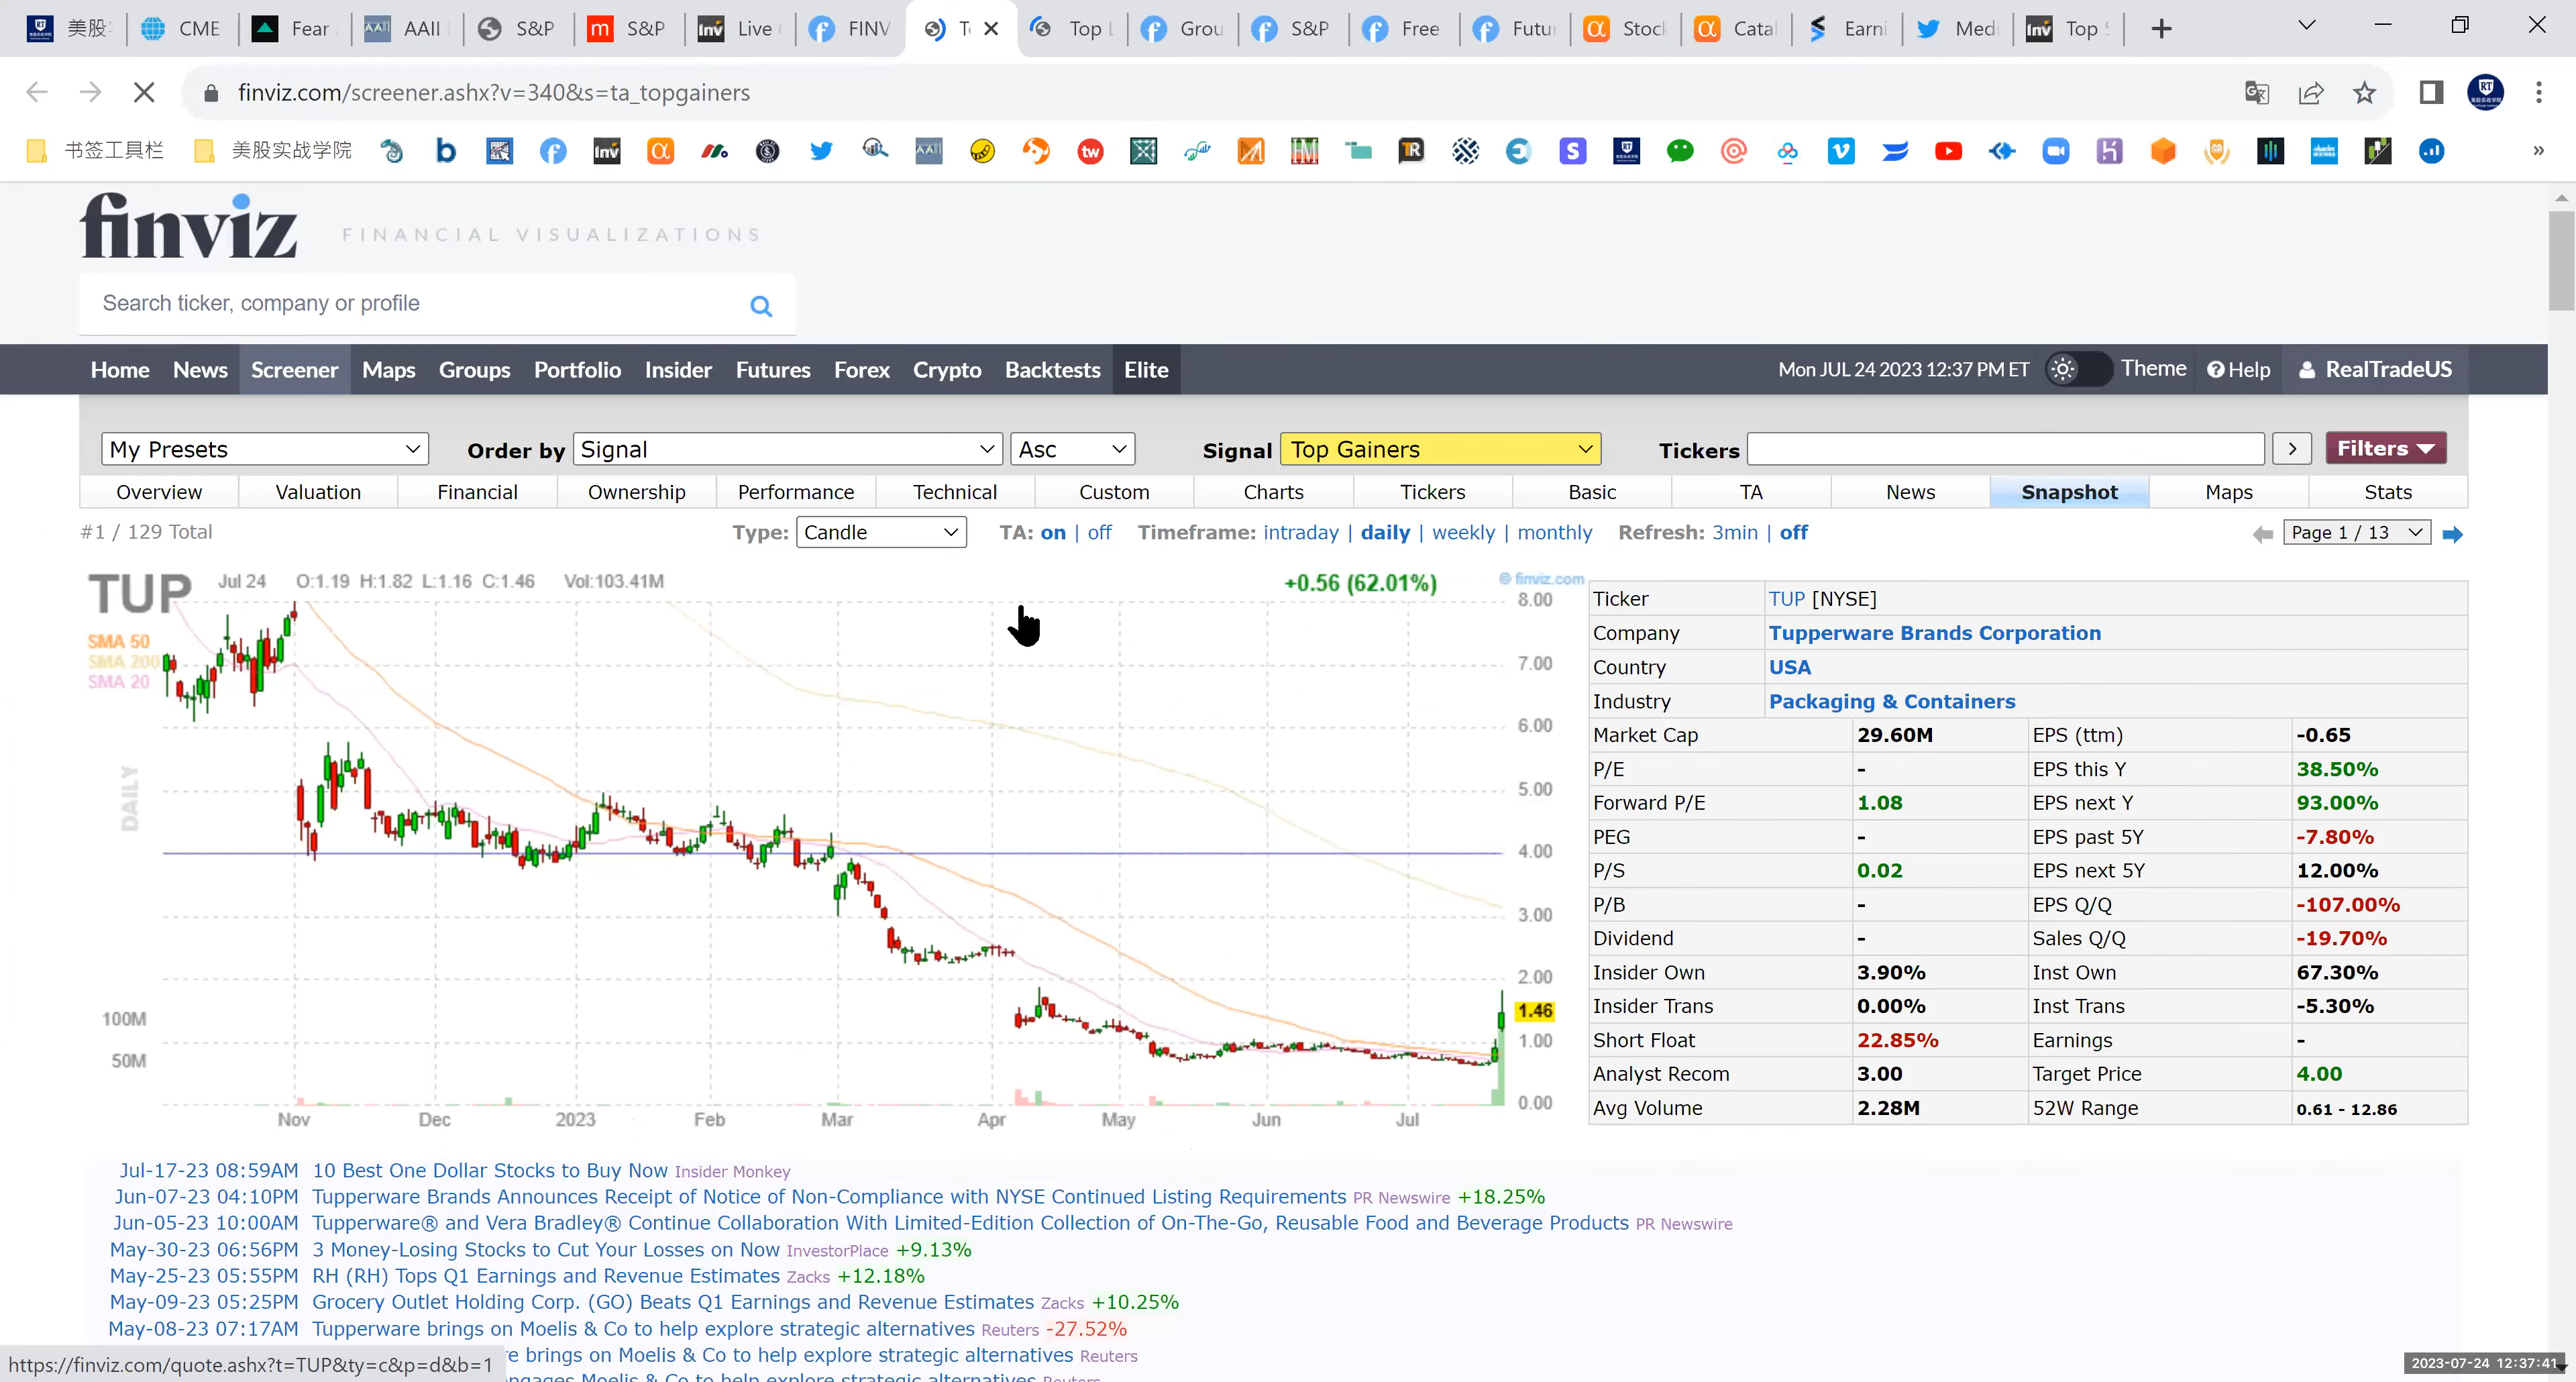 美股 CME Fear AAII S&P S&P Live FINV T Top L Grou S&P Free Futur Stoc Catal Earni Medi Top
finviz.com/screener.ashx?v=340&s=ta_topgainers
书签工具栏 美股实战学院
finviz FINANCIAL VISUALIZATIONS
Search ticker, company or profile
Home News Screener Maps Groups Portfolio Insider Futures Forex Crypto Backtests Elite Mon JUL 24 2023 12:37 PM ET Theme Help RealTradeUS
My Presets Order by Signal Asc Signal Top Gainers Tickers > Filters
Overview Valuation Financial Ownership Performance Technical Custom Charts Tickers Basic TA News Snapshot Maps Stats
#1 / 129 Total Type: Candle TA: on | off Timeframe: intraday | daily | weekly | monthly Refresh: 3min | off Page 1 / 13
TUP Jul 24 O:1.19 H:1.82 L:1.16 C:1.46 Vol:103.41M +0.56 (62.01%) © finviz.com
SMA 50
SMA 200
SMA 20
DAILY
100M
50M
8.00
7.00
6.00
5.00
4.00
3.00
2.00
1.46
1.00
0.00
Nov Dec 2023 Feb Mar Apr May Jun Jul
Ticker TUP [NYSE]
Company Tupperware Brands Corporation
Country USA
Industry Packaging & Containers
Market Cap 29.60M EPS (ttm) -0.65
P/E - EPS this Y 38.50%
Forward P/E 1.08 EPS next Y 93.00%
PEG - EPS past 5Y -7.80%
P/S 0.02 EPS next 5Y 12.00%
P/B - EPS Q/Q -107.00%
Dividend - Sales Q/Q -19.70%
Insider Own 3.90% Inst Own 67.30%
Insider Trans 0.00% Inst Trans -5.30%
Short Float 22.85% Earnings -
Analyst Recom 3.00 Target Price 4.00
Avg Volume 2.28M 52W Range 0.61 - 12.86
Jul-17-23 08:59AM 10 Best One Dollar Stocks to Buy Now Insider Monkey
Jun-07-23 04:10PM Tupperware Brands Announces Receipt of Notice of Non-Compliance with NYSE Continued Listing Requirements PR Newswire +18.25%
Jun-05-23 10:00AM Tupperware® and Vera Bradley® Continue Collaboration With Limited-Edition Collection of On-The-Go, Reusable Food and Beverage Products PR Newswire
May-30-23 06:56PM 3 Money-Losing Stocks to Cut Your Losses on Now InvestorPlace +9.13%
May-25-23 05:55PM RH (RH) Tops Q1 Earnings and Revenue Estimates Zacks +12.18%
May-09-23 05:25PM Grocery Outlet Holding Corp. (GO) Beats Q1 Earnings and Revenue Estimates Zacks +10.25%
May-08-23 07:17AM Tupperware brings on Moelis & Co to help explore strategic alternatives Reuters -27.52%
https://finviz.com/quote.ashx?t=TUP&ty=c&p=d&b=1 re brings on Moelis & Co to help explore strategic alternatives Reuters
2023-07-24 12:37:41
ngages Moelis & Co to help explore strategic alternatives Reuters